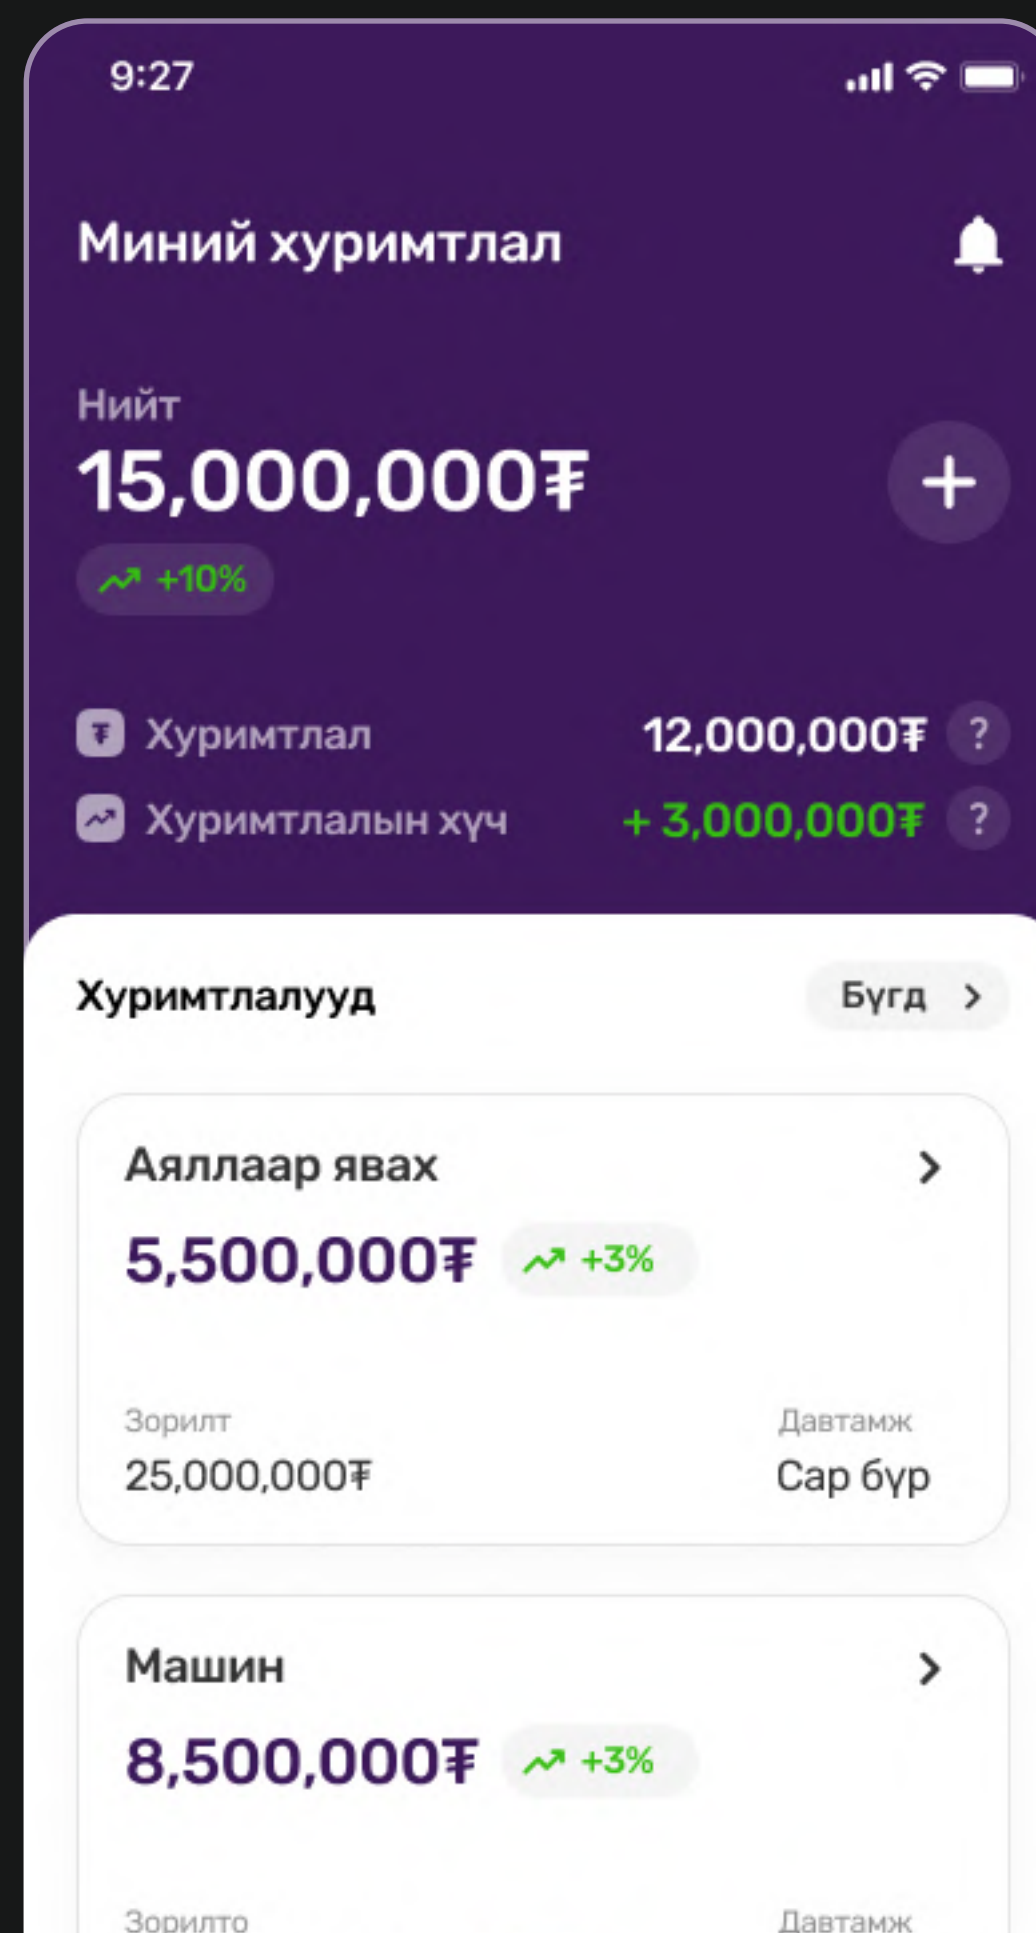 9:27
Миний хуримтлал
Нийт
15,000,000₮
+10%
₮ Хуримтлал 12,000,000₮ ?
Хуримтлалын хүч + 3,000,000₮ ?
Хуримтлалууд Бүгд >
Аяллаар явах >
5,500,000₮ +3%
Зорилт Давтамж
25,000,000₮ Сар бүр
Машин >
8,500,000₮ +3%
Зорилто Давтамж